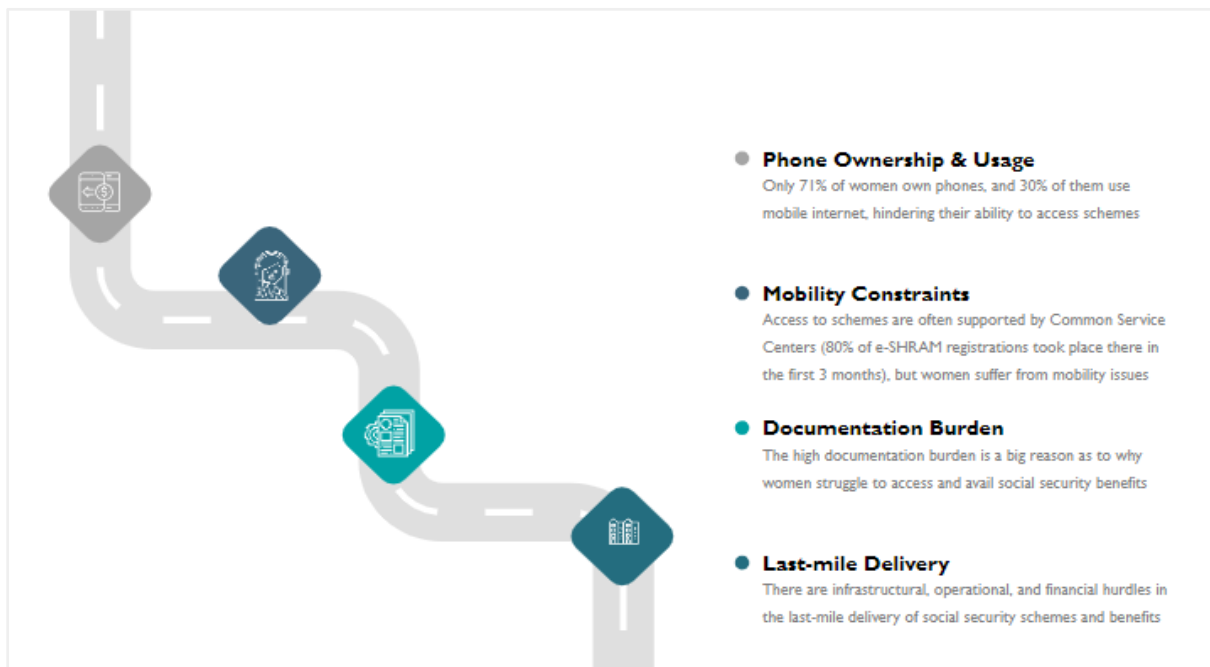 Phone Ownership & Usage
Only 71% of women own phones, and 30% of them use
mobile internet, hindering their ability to access schemes
Mobility Constraints
Access to schemes are often supported by Common Service
Centers (80% of e-SHRAM registrations took place there in
the first 3 months), but women suffer from mobility issues
Documentation Burden
The high documentation burden is a big reason as to why
women struggle to access and avail social security benefits
Last-mile Delivery
There are infrastructural, operational, and financial hurdles in
the last-mile delivery of social security schemes and benefits